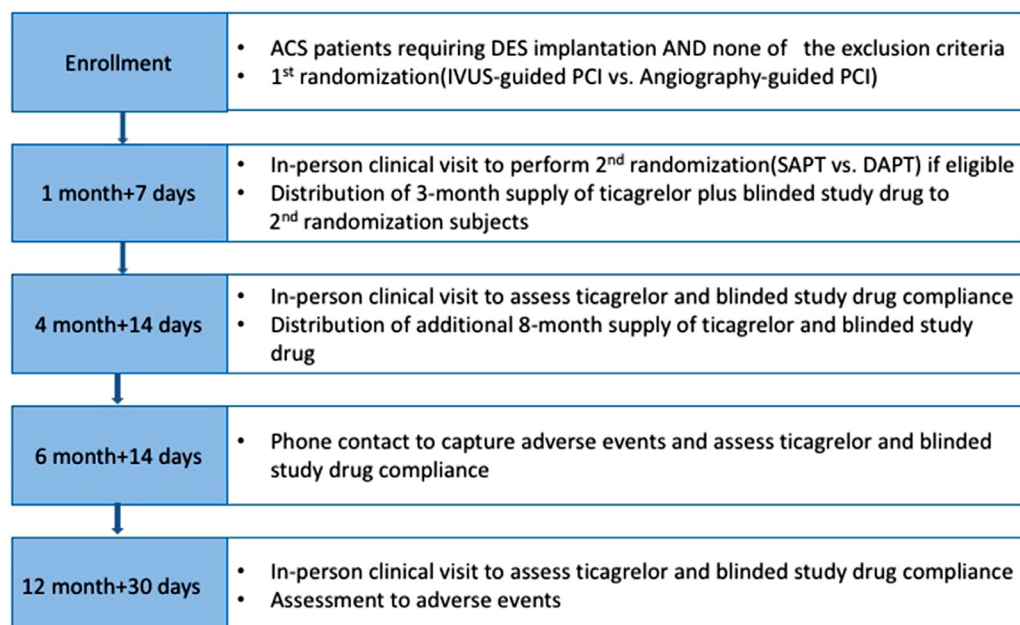 Enrollment
• ACS patients requiring DES implantation AND none of the exclusion criteria
• 1st randomization(IVUS-guided PCI vs. Angiography-guided PCI)
1 month+7 days
• In-person clinical visit to perform 2nd randomization(SAPT vs. DAPT) if eligible
• Distribution of 3-month supply of ticagrelor plus blinded study drug to
2nd randomization subjects
4 month+14 days
• In-person clinical visit to assess ticagrelor and blinded study drug compliance
• Distribution of additional 8-month supply of ticagrelor and blinded study
drug
6 month+14 days
• Phone contact to capture adverse events and assess ticagrelor and blinded
study drug compliance
12 month+30 days
• In-person clinical visit to assess ticagrelor and blinded study drug compliance
• Assessment to adverse events